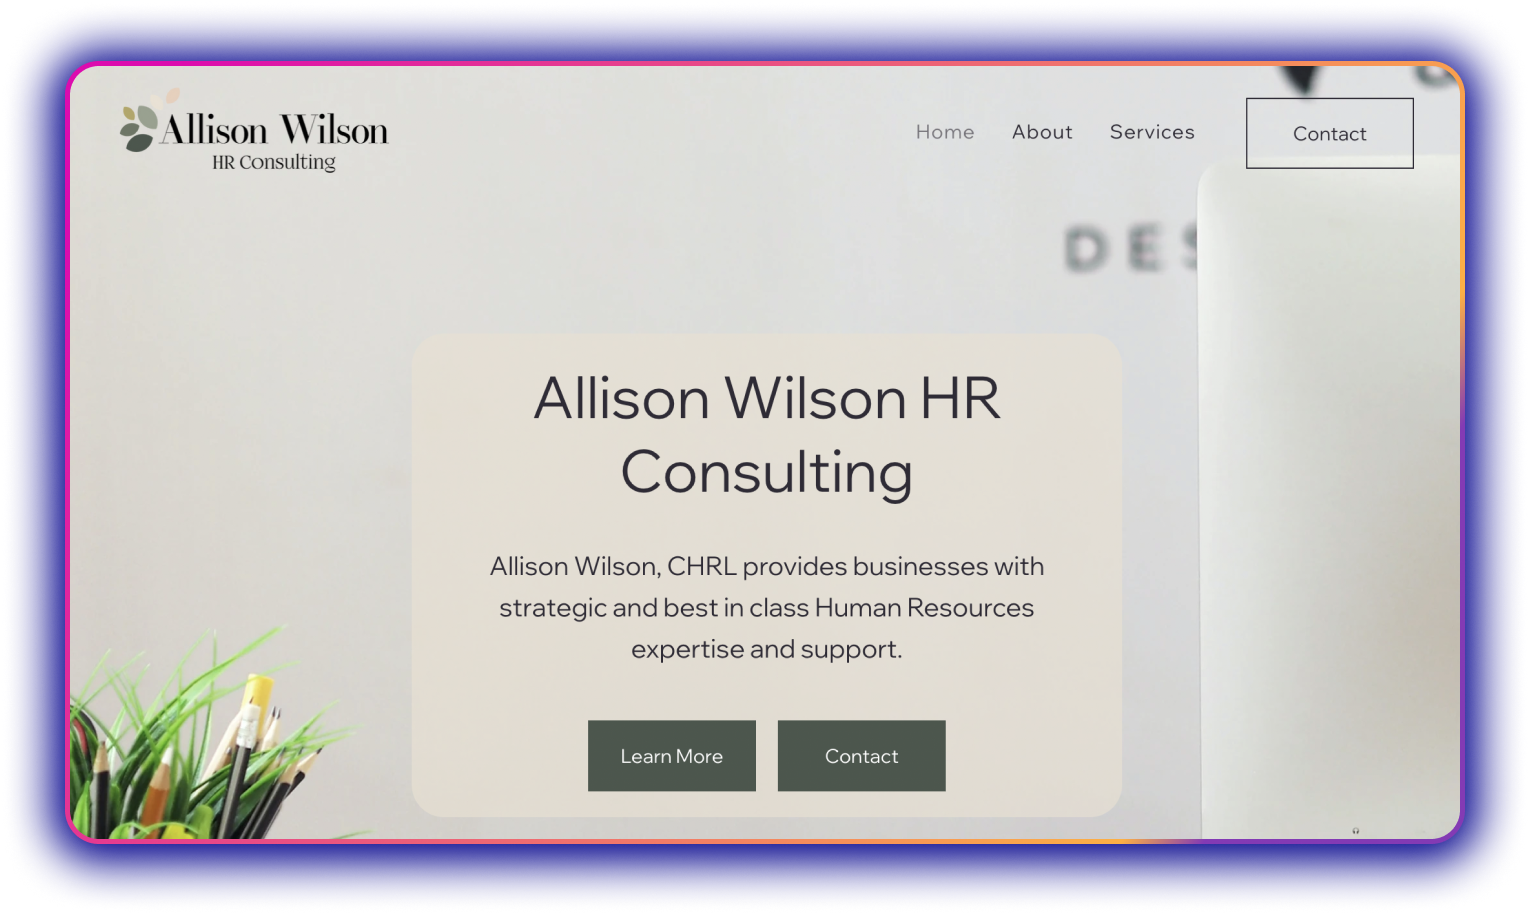 Allison Wilson
HR Consulting
Home About Services Contact
DES
Allison Wilson HR
Consulting
Allison Wilson, CHRL provides businesses with
strategic and best in class Human Resources
expertise and support.
Learn More Contact